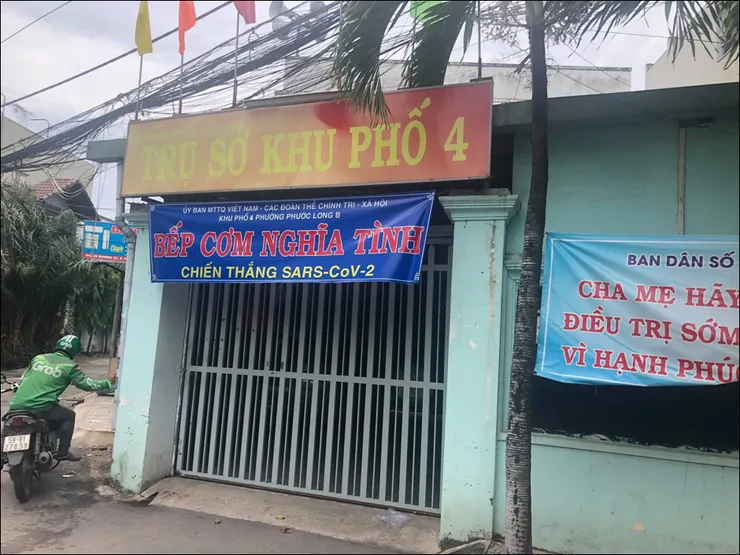 TRỤ SỞ KHU PHỐ 4
ỦY BAN MTTQ VIỆT NAM - CÁC ĐOÀN THỂ CHÍNH TRỊ - XÃ HỘI
KHU PHỐ 4 PHƯỜNG PHƯỚC LONG B
BẾP CƠM NGHĨA TÌNH
CHIẾN THẮNG SARS-CoV-2
BAN DÂN SỐ
CHA MẸ HÃY
ĐIỀU TRỊ SỚM
VÌ HẠNH PHÚC
Grab
59-V1